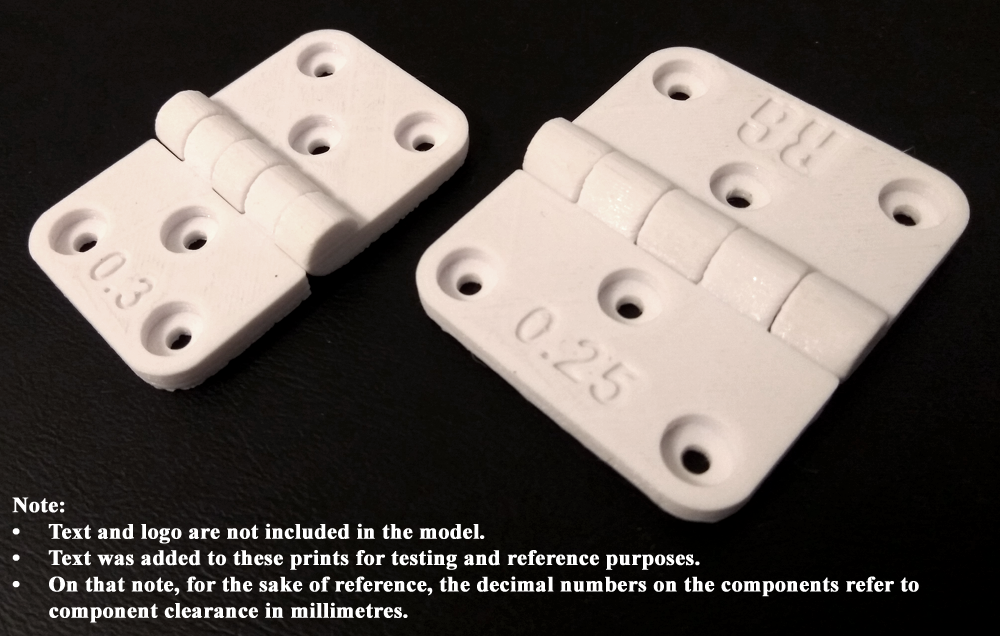 0.3
0.25
Note:
• Text and logo are not included in the model.
• Text was added to these prints for testing and reference purposes.
• On that note, for the sake of reference, the decimal numbers on the components refer to
component clearance in millimetres.